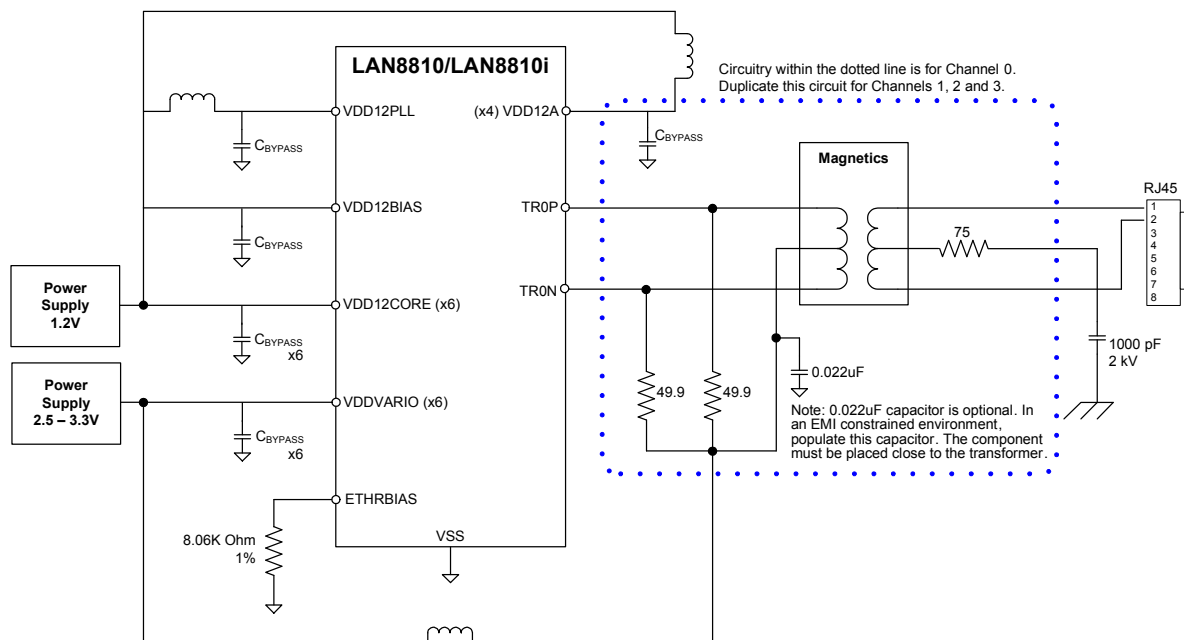 LAN8810/LAN8810i
Circuitry within the dotted line is for Channel 0.
Duplicate this circuit for Channels 1, 2 and 3.
VDD12PLL
(x4) VDD12A
CBYPASS
CBYPASS
Magnetics
RJ45
VDD12BIAS
TR0P
1
2
3
4
5
6
7
8
75
CBYPASS
Power
Supply
1.2V
VDD12CORE (x6)
TR0N
CBYPASS
x6
1000 pF
2 kV
Power
Supply
2.5 – 3.3V
VDDVARIO (x6)
49.9
49.9
0.022uF
CBYPASS
x6
Note: 0.022uF capacitor is optional. In
an EMI constrained environment,
populate this capacitor. The component
must be placed close to the transformer.
ETHRBIAS
8.06K Ohm
1%
VSS